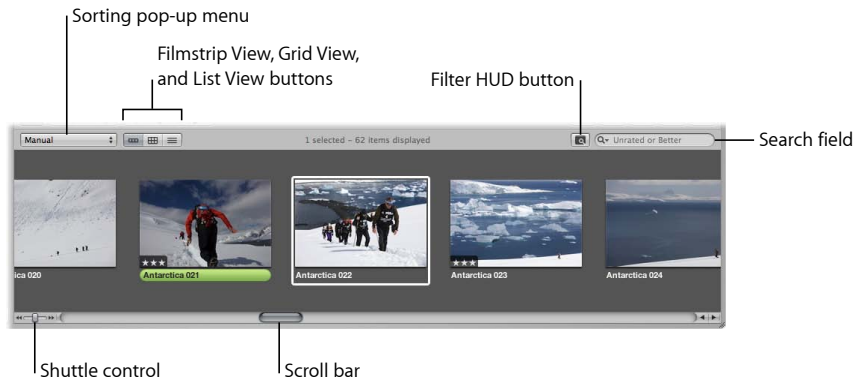 Sorting pop-up menu
Filmstrip View, Grid View,
and List View buttons
Filter HUD button
Manual
1 selected – 62 items displayed
Unrated or Better
Search field
ica 020
Antarctica 021
Antarctica 022
Antarctica 023
Antarctica 024
Shuttle control
Scroll bar